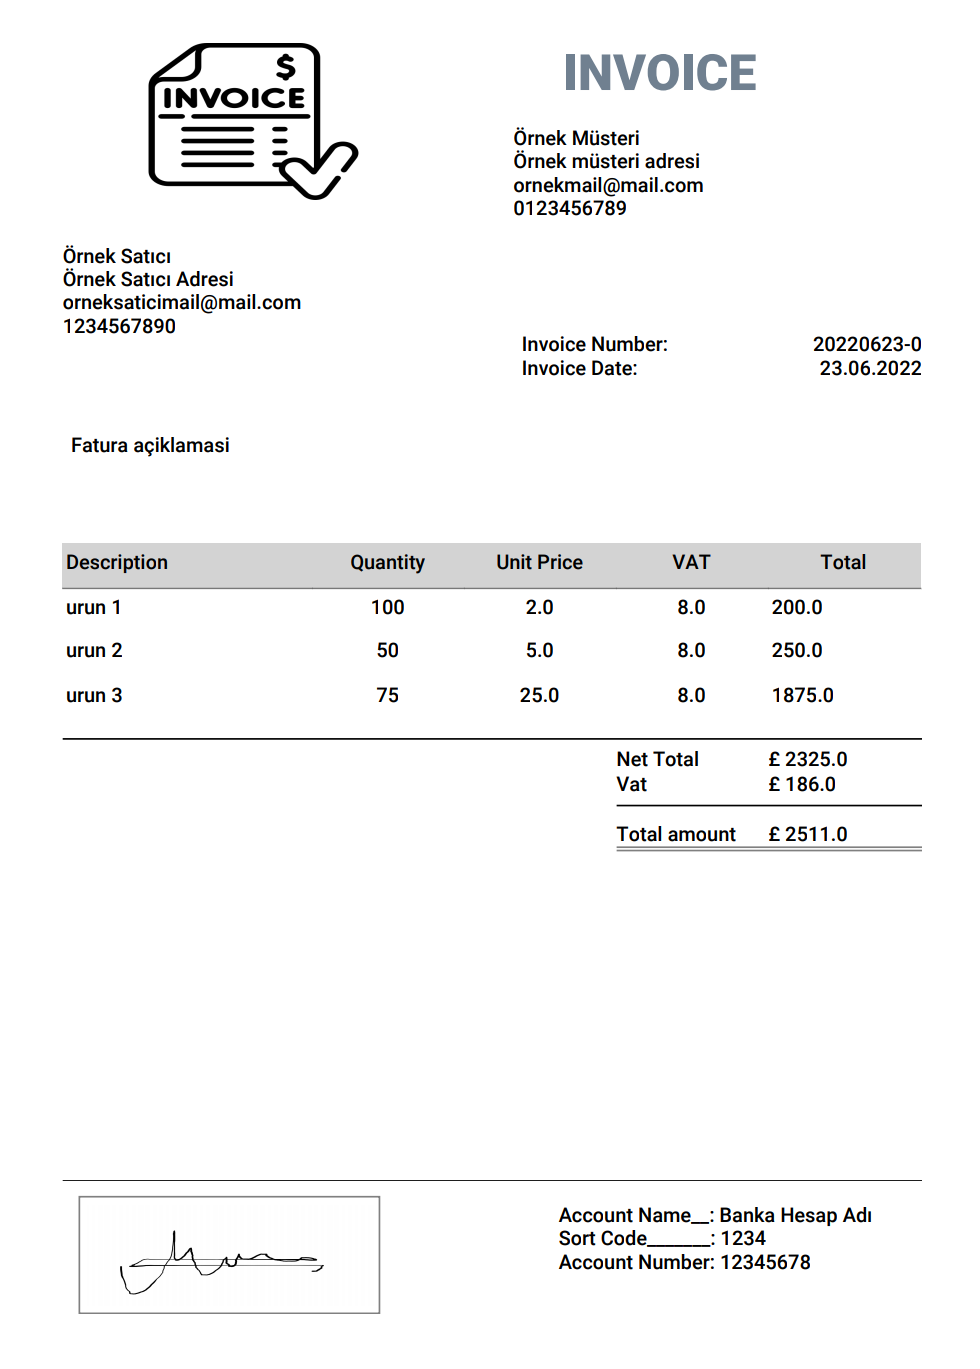 $
INVOICE
INVOICE
Örnek Müsteri
Örnek müsteri adresi
ornekmail@mail.com
0123456789
Örnek Satıcı
Örnek Satıcı Adresi
orneksaticimail@mail.com
1234567890
Invoice Number: 20220623-0
Invoice Date: 23.06.2022
Fatura açiklamasi
Description Quantity Unit Price VAT Total
urun 1 100 2.0 8.0 200.0
urun 2 50 5.0 8.0 250.0
urun 3 75 25.0 8.0 1875.0
Net Total £ 2325.0
Vat £ 186.0
Total amount £ 2511.0
Account Name__: Banka Hesap Adı
Sort Code______: 1234
Account Number: 12345678